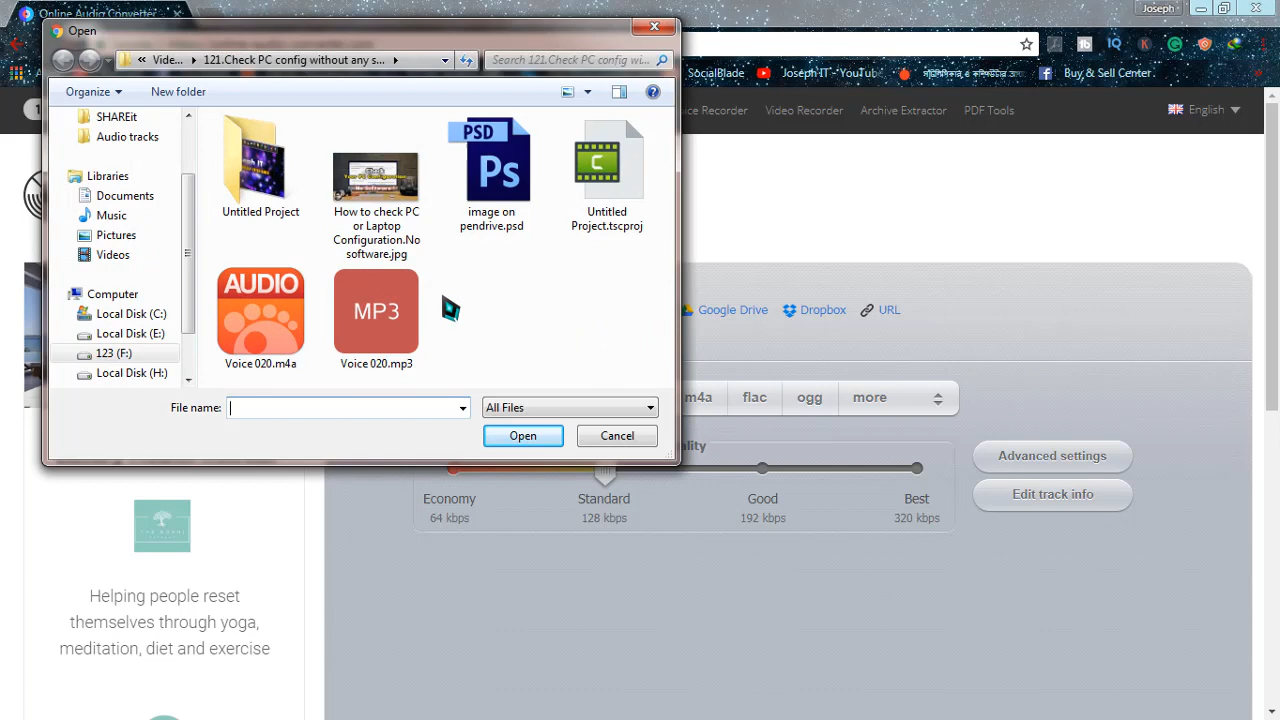 Online Audio Converter
Joseph
Open
Vide...
121.Check PC config without any s...
Search 121.Check PC config wi...
SocialBlade
Joseph IT -YouTube
Buy & Sell Center
Organize
New folder
Voice Recorder
Video Recorder
Archive Extractor
PDF Tools
English
1
SHAREit
Audio tracks
Libraries
Documents
Music
Pictures
Videos
Computer
Local Disk (C:)
Local Disk (E:)
123 (F:)
Local Disk (H:)
Untitled Project
How to check PC
or Laptop
Configuration.No
software.jpg
PSD
Ps
image on
pendrive.psd
C
Untitled
Project.tscproj
AUDIO
Voice 020.m4a
MP3
Voice 020.mp3
File name:
All Files
Open
Cancel
Google Drive
Dropbox
URL
m4a
flac
ogg
more
ality
Economy
64 kbps
Standard
128 kbps
Good
192 kbps
Best
320 kbps
Advanced settings
Edit track info
Helping people reset
themselves through yoga,
meditation, diet and exercise